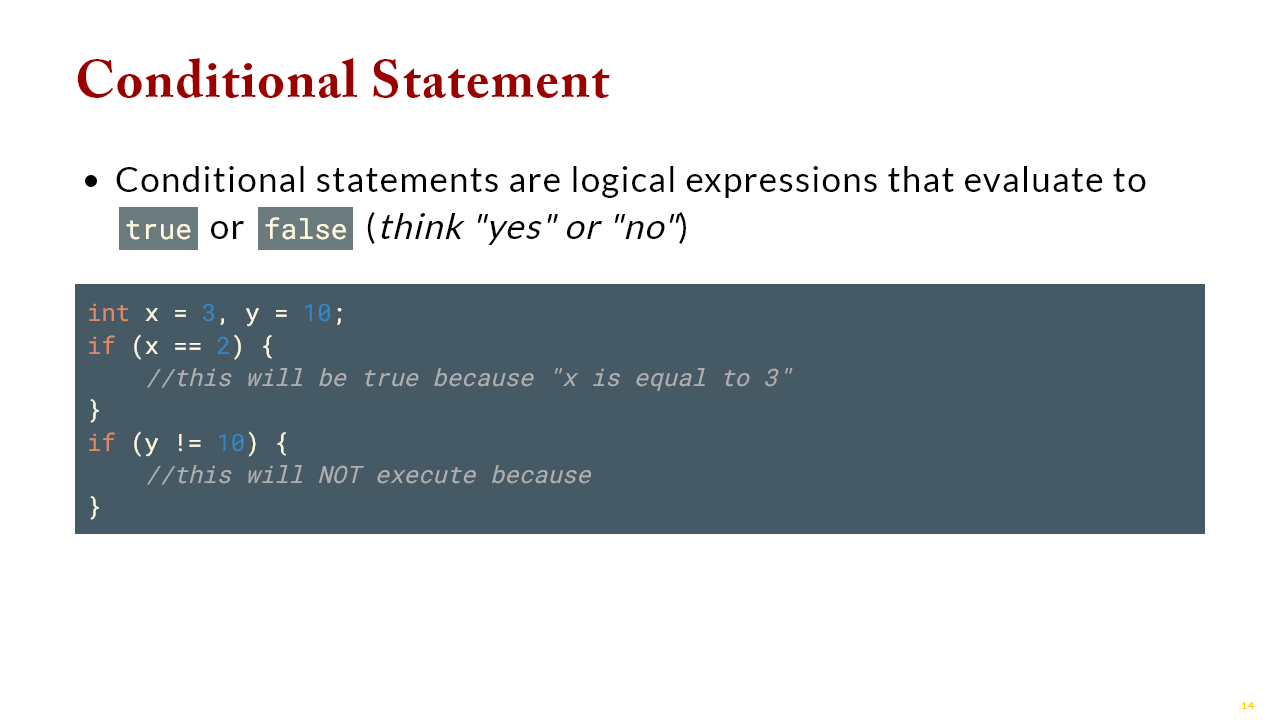 Conditional Statement
• Conditional statements are logical expressions that evaluate to
true or false (think "yes" or "no")
int x = 3, y = 10;
if (x == 2) {
    //this will be true because "x is equal to 3"
}
if (y != 10) {
    //this will NOT execute because
}
14